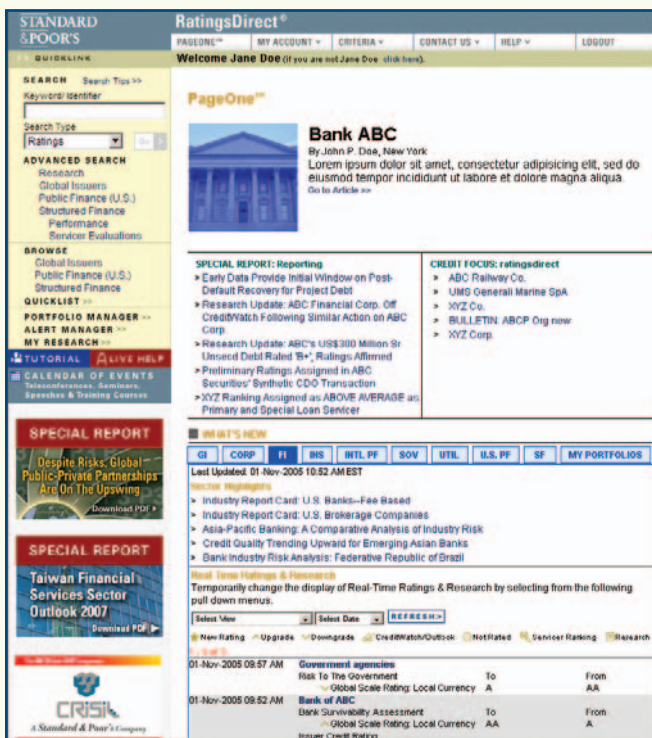 STANDARD
&POOR'S
RatingsDirect®
PAGEONE℠
MY ACCOUNT
CRITERIA
CONTACT US
HELP
LOGOUT
QUICKLINK
Welcome Jane Doe (if you are not Jane Doe click here).
SEARCH Search Tips >>
Keyword/Identifier
Search Type
Ratings
Go
ADVANCED SEARCH
Research
Global Issuers
Public Finance (U.S.)
Structured Finance
Performance
Servicer Evaluations
BROWSE
Global Issuers
Public Finance (U.S.)
Structured Finance
QUICKLIST >>
PORTFOLIO MANAGER >>
ALERT MANAGER >>
MY RESEARCH >>
TUTORIAL
LIVE HELP
CALENDAR OF EVENTS
Teleconferences, Seminars,
Speeches & Training Courses
SPECIAL REPORT
Despite Risks, Global
Public-Private Partnerships
Are On The Upswing
Download PDF
SPECIAL REPORT
Taiwan Financial
Services Sector
Outlook 2007
Download PDF
CRISIL
A Standard & Poor's Company
PageOne℠
Bank ABC
By John P. Doe, New York
Lorem ipsum dolor sit amet, consectetur adipisicing elit, sed do
eiusmod tempor incididunt ut labore et dolore magna aliqua.
Go to Article >>
SPECIAL REPORT: Reporting
> Early Data Provide Initial Window on Post-
Default Recovery for Project Debt
> Research Update: ABC Financial Corp. Off
CreditWatch Following Similar Action on ABC
Corp.
> Research Update: ABC's US$300 Million Sr
Unsecd Debt Rated 'B+', Ratings Affirmed
> Preliminary Ratings Assigned in ABC
Securities' Synthetic CDO Transaction
> XYZ Ranking Assigned as ABOVE AVERAGE as
Primary and Special Loan Servicer
CREDIT FOCUS: ratingsdirect
> ABC Railway Co.
> UMS Generali Marine SpA
> XYZ Co.
> BULLETIN: ABCP Org new
> XYZ Corp.
WHAT'S NEW
GI
CORP
FI
INS
INTL PF
SOV
UTIL
U.S. PF
SF
MY PORTFOLIOS
Last Updated: 01-Nov-2005 10:52 AM EST
Sector Highlights
> Industry Report Card: U.S. Banks--Fee Based
> Industry Report Card: U.S. Brokerage Companies
> Asia-Pacific Banking: A Comparative Analysis of Industry Risk
> Credit Quality Trending Upward for Emerging Asian Banks
> Bank Industry Risk Analysis: Federative Republic of Brazil
Real Time Ratings & Research
Temporarily change the display of Real-Time Ratings & Research by selecting from the following
pull down menus.
Select View
Select Date
REFRESH>
New Rating Upgrade Downgrade CreditWatch/Outlook NotRated Servicer Ranking Research
01-Nov-2005 09:57 AM Goverment agencies
Risk To The Government To From
Global Scale Rating: Local Currency A AA
01-Nov-2005 09:52 AM Bank of ABC
Bank Survivability Assessment To From
Global Scale Rating: Local Currency AA A
Issuer Credit Rating